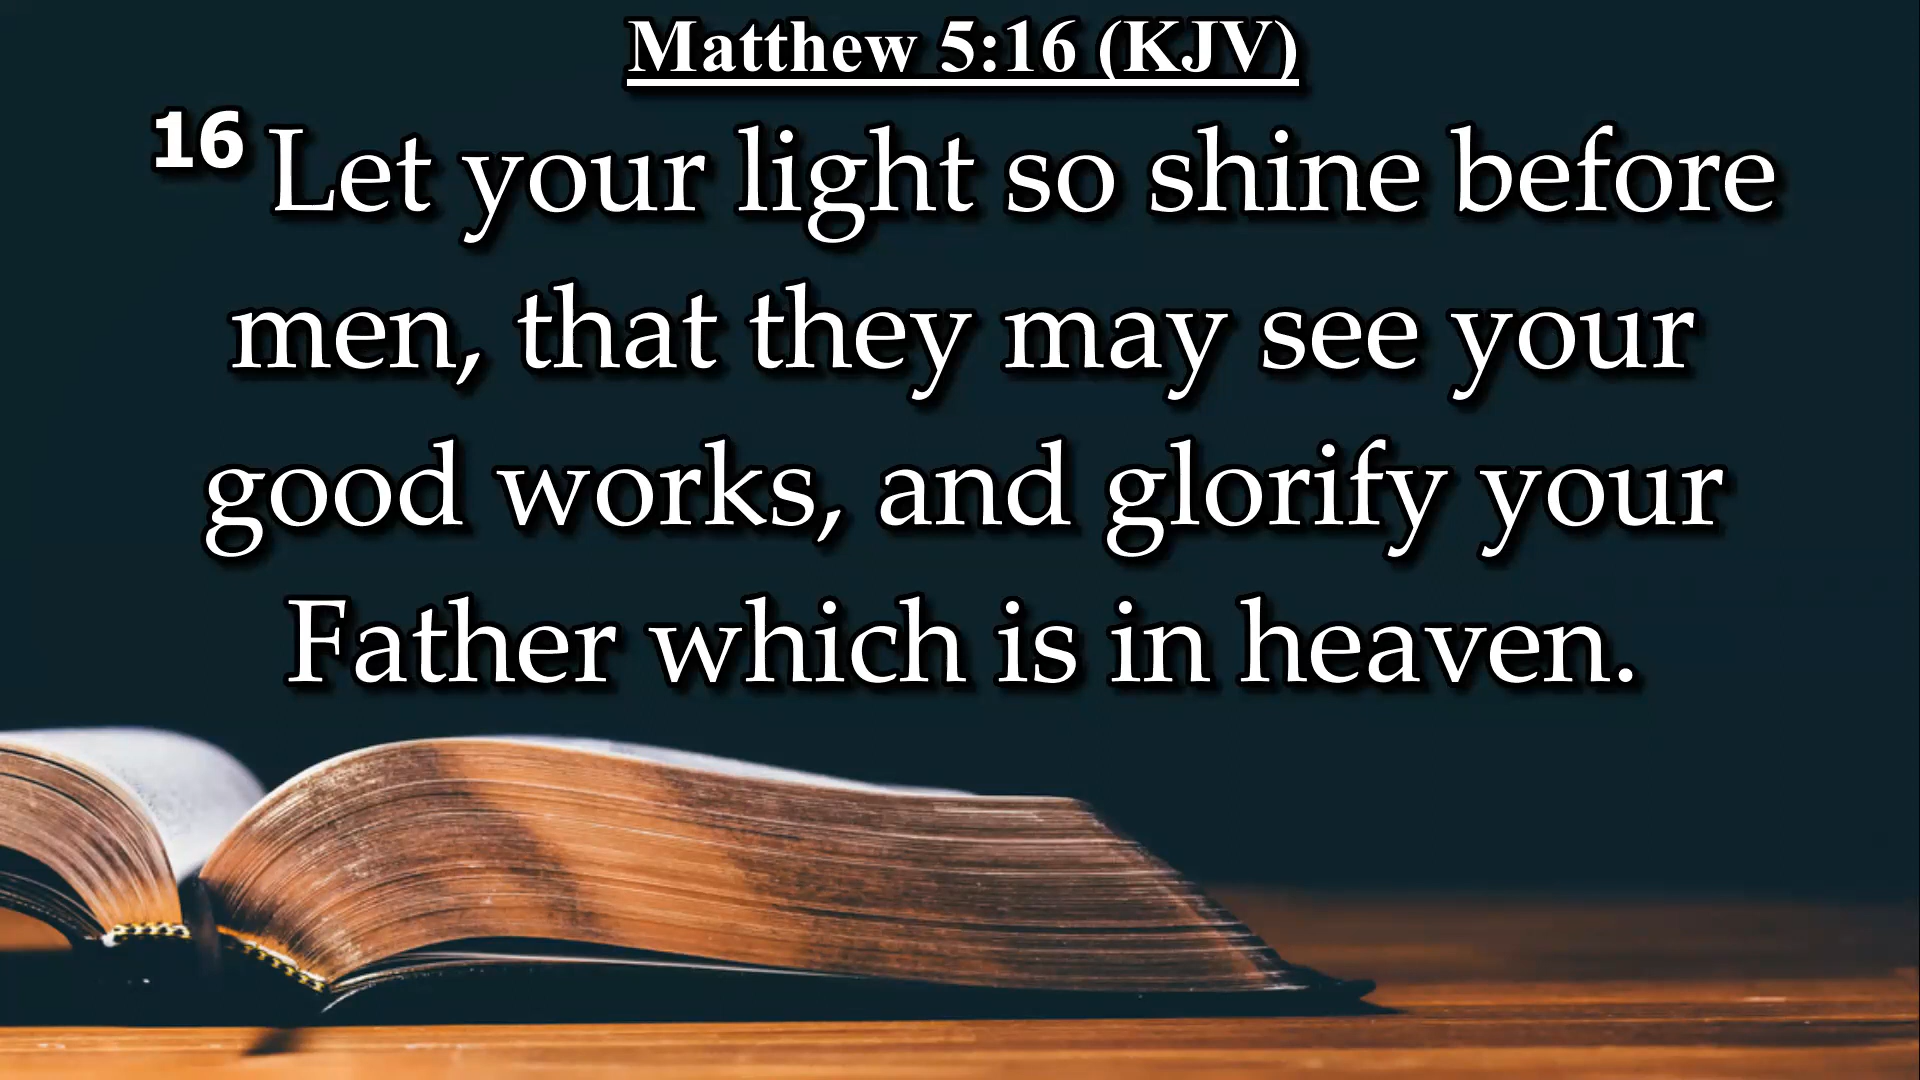 Matthew 5:16 (KJV)
16 Let your light so shine before
men, that they may see your
good works, and glorify your
Father which is in heaven.